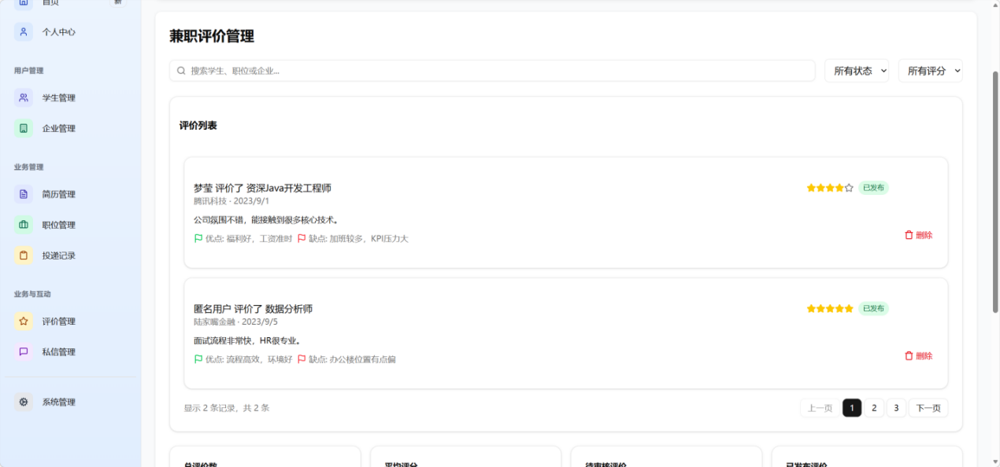 首页
新
个人中心
用户管理
学生管理
企业管理
业务管理
简历管理
职位管理
投递记录
业务与互动
评价管理
私信管理
系统管理
兼职评价管理
搜索学生、职位或企业...
所有状态
所有评分
评价列表
梦莹 评价了 资深Java开发工程师
已发布
腾讯科技 · 2023/9/1
公司氛围不错，能接触到很多核心技术。
优点: 福利好，工资准时 缺点: 加班较多，KPI压力大
删除
匿名用户 评价了 数据分析师
已发布
陆家嘴金融 · 2023/9/5
面试流程非常快，HR很专业。
优点: 流程高效，环境好 缺点: 办公楼位置有点偏
删除
显示 2 条记录，共 2 条
上一页 1 2 3 下一页
总评价数
平均评分
待审核评价
已发布评价